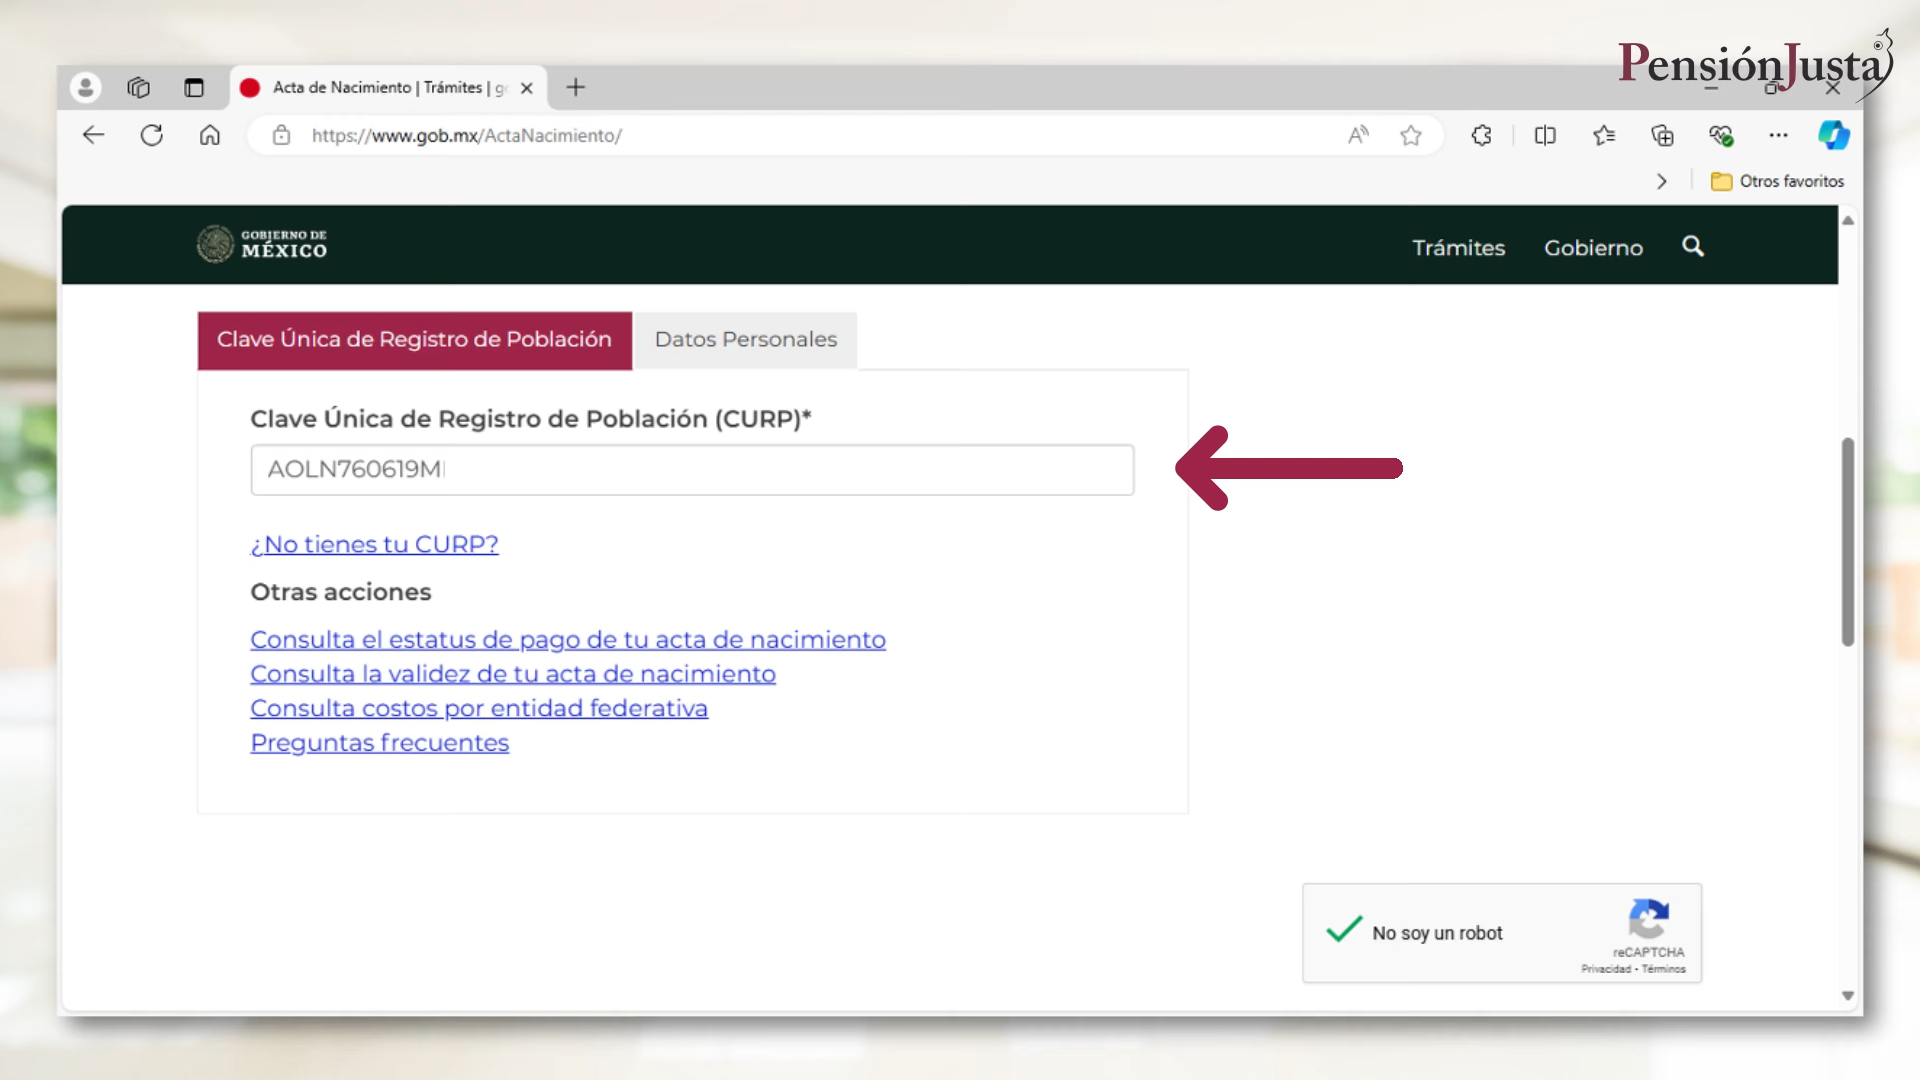 PensiónJusta
Acta de Nacimiento | Trámites | g
https://www.gob.mx/ActaNacimiento/
Otros favoritos
GOBIERNO DE
MÉXICO
Trámites
Gobierno
Clave Única de Registro de Población
Datos Personales
Clave Única de Registro de Población (CURP)*
AOLN760619M
¿No tienes tu CURP?
Otras acciones
Consulta el estatus de pago de tu acta de nacimiento
Consulta la validez de tu acta de nacimiento
Consulta costos por entidad federativa
Preguntas frecuentes
No soy un robot
reCAPTCHA
Privacidad - Términos